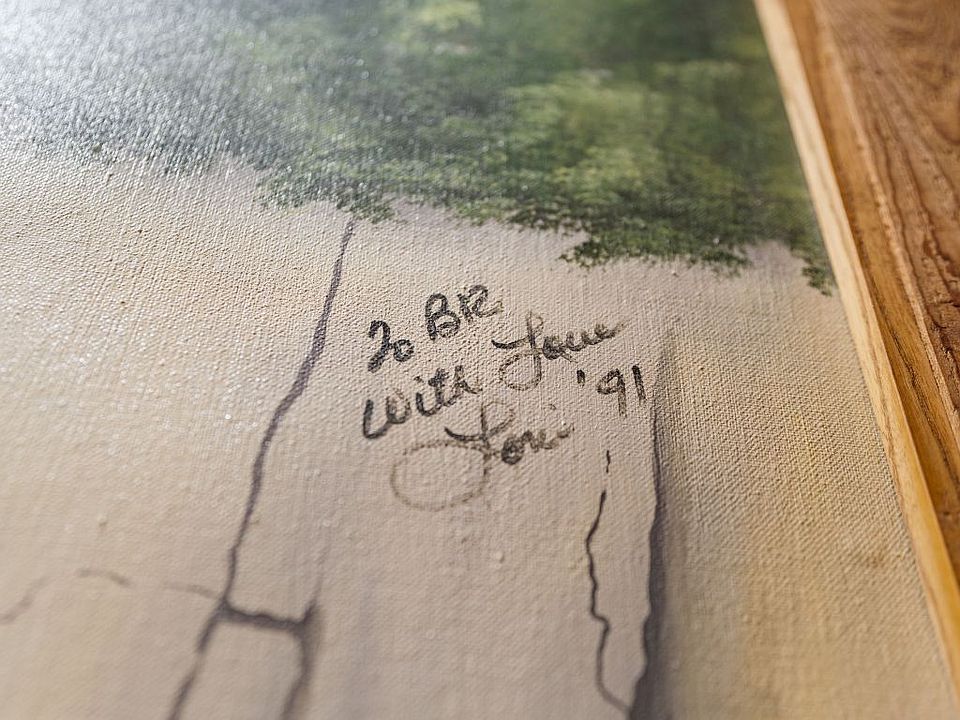 To BR
With Love
Lori '91